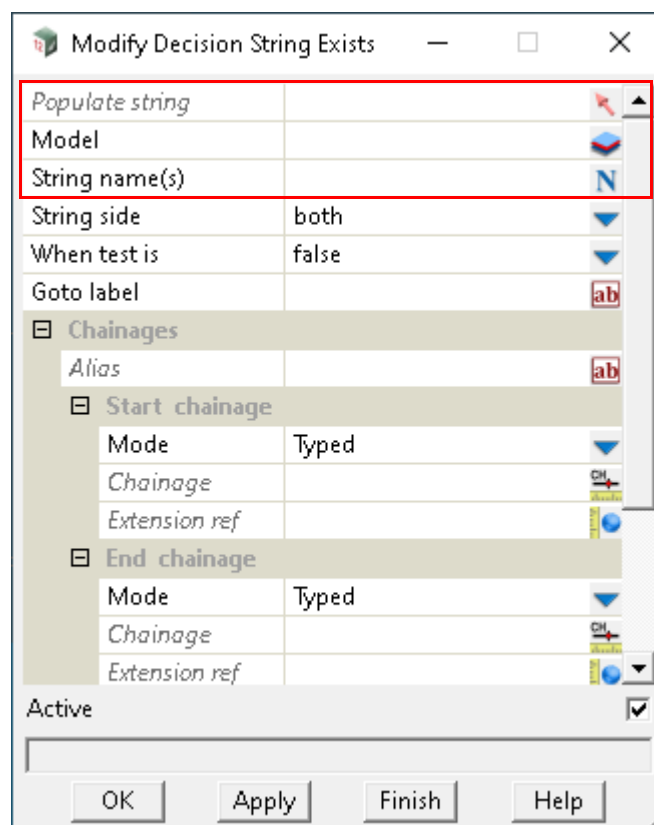 Modify Decision String Exists
Populate string
Model
String name(s) N
String side both
When test is false
Goto label ab
Chainages
Alias ab
Start chainage
Mode Typed
Chainage CH
Extension ref
End chainage
Mode Typed
Chainage CH
Extension ref
Active
OK Apply Finish Help